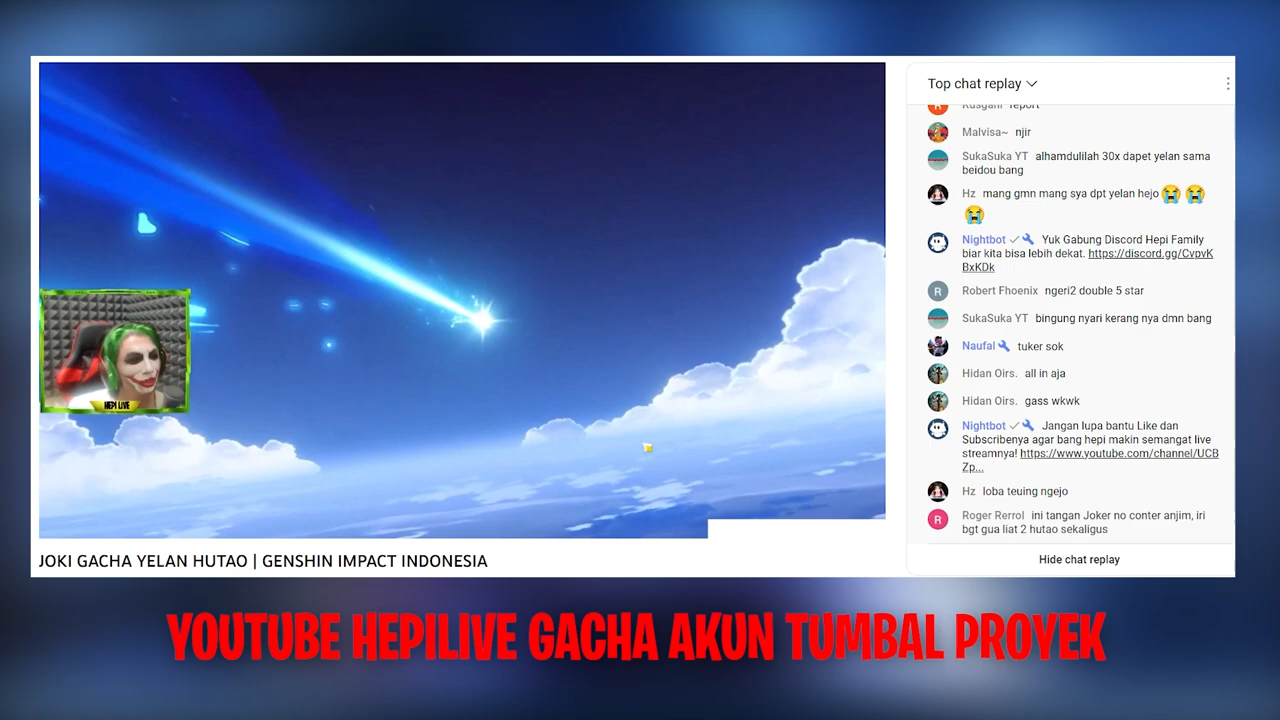 Top chat replay
Rusgani report
Malvisa~ njir
SukaSuka YT alhamdulilah 30x dapet yelan sama
beidou bang
Hz mang gmn mang sya dpt yelan hejo😭😭
😭
Nightbot Yuk Gabung Discord Hepi Family
biar kita bisa lebih dekat. https://discord.gg/CvpvK
BxKDk
R
Robert Fhoenix ngeri2 double 5 star
SukaSuka YT bingung nyari kerang nya dmn bang
Naufal tuker sok
Hidan Oirs. all in aja
Hidan Oirs. gass wkwk
Nightbot Jangan lupa bantu Like dan
Subscribenya agar bang hepi makin semangat live
streamnya! https://www.youtube.com/channel/UCB
Zp...
Hz loba teuing ngejo
R
Roger Rerrol ini tangan Joker no conter anjim, iri
bgt gua liat 2 hutao sekaligus
Hide chat replay
HEPI LIVE
JOKI GACHA YELAN HUTAO | GENSHIN IMPACT INDONESIA
YOUTUBE HEPILIVE GACHA AKUN TUMBAL PROYEK